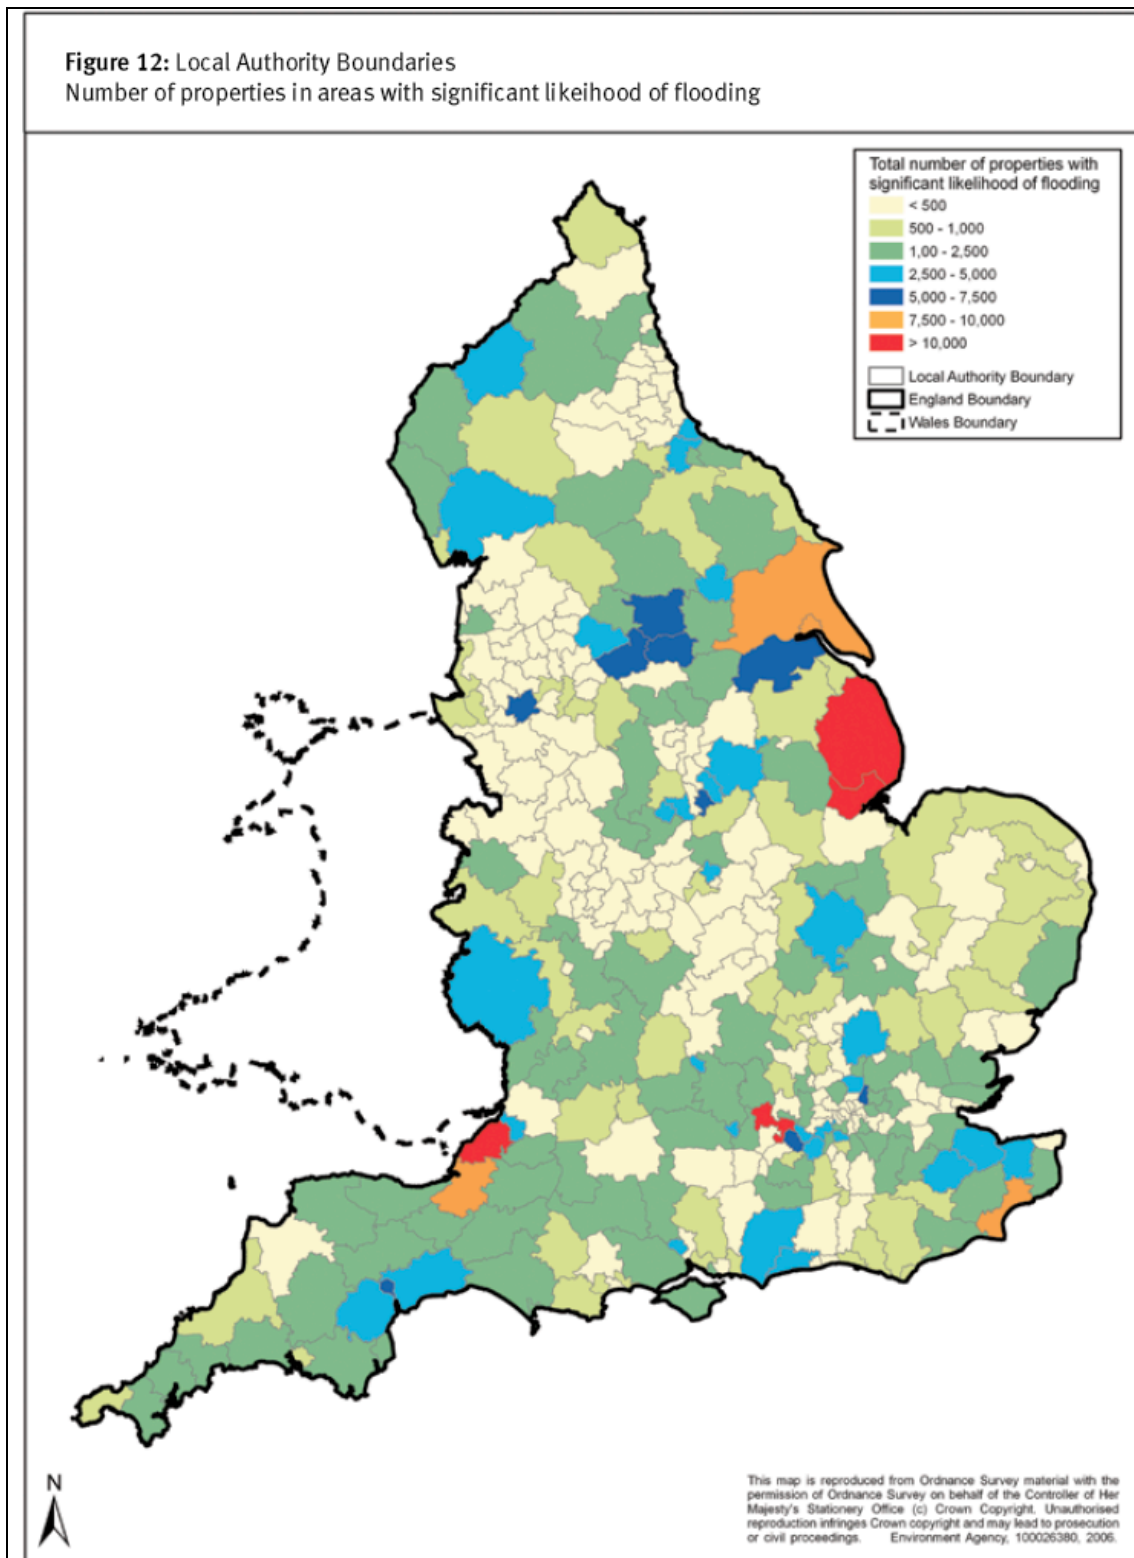 Figure 12: Local Authority Boundaries
Number of properties in areas with significant likeihood of flooding
Total number of properties with
significant likelihood of flooding
< 500
500 - 1,000
1,00 - 2,500
2,500 - 5,000
5,000 - 7,500
7,500 - 10,000
> 10,000
Local Authority Boundary
England Boundary
Wales Boundary
N
This map is reproduced from Ordnance Survey material with the
permission of Ordnance Survey on behalf of the Controller of Her
Majesty's Stationery Office (c) Crown Copyright. Unauthorised
reproduction infringes Crown copyright and may lead to prosecution
or civil proceedings. Environment Agency, 100026380, 2006.